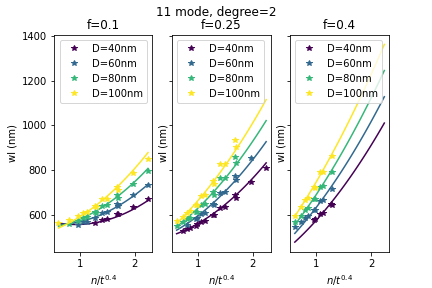 11 mode, degree=2
f=0.1
f=0.25
f=0.4
1400
1200
1000
800
600
wl (nm)
D=40nm
D=60nm
D=80nm
D=100nm
1
2
n/t^0.4
wl (nm)
D=40nm
D=60nm
D=80nm
D=100nm
1
2
n/t^0.4
wl (nm)
D=40nm
D=60nm
D=80nm
D=100nm
1
2
n/t^0.4